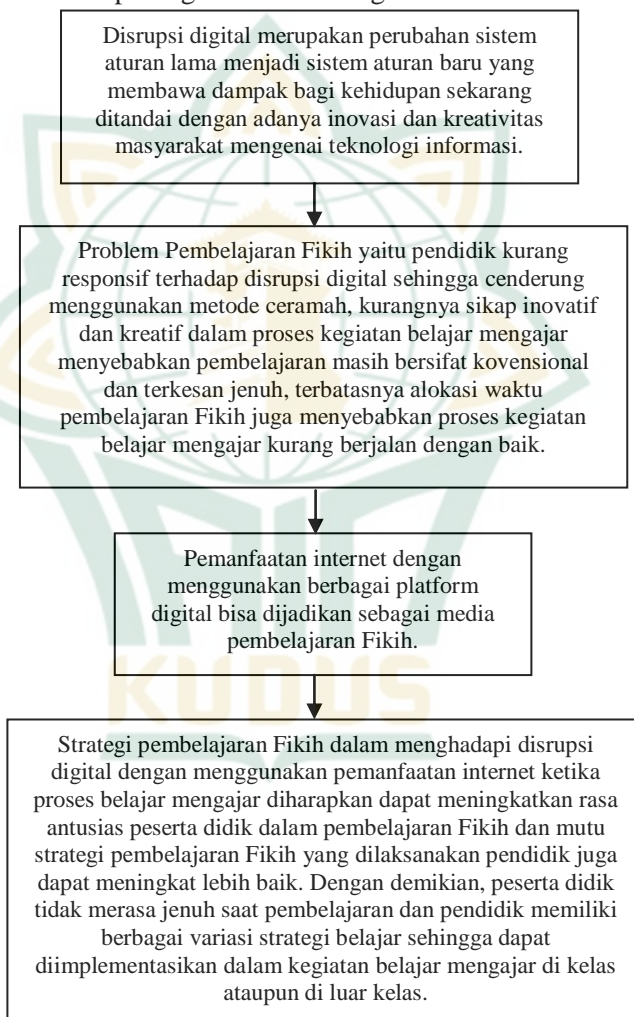 Disrupsi digital merupakan perubahan sistem
aturan lama menjadi sistem aturan baru yang
membawa dampak bagi kehidupan sekarang
ditandai dengan adanya inovasi dan kreativitas
masyarakat mengenai teknologi informasi.
Problem Pembelajaran Fikih yaitu pendidik kurang
responsif terhadap disrupsi digital sehingga cenderung
menggunakan metode ceramah, kurangnya sikap inovatif
dan kreatif dalam proses kegiatan belajar mengajar
menyebabkan pembelajaran masih bersifat kovensional
dan terkesan jenuh, terbatasnya alokasi waktu
pembelajaran Fikih juga menyebabkan proses kegiatan
belajar mengajar kurang berjalan dengan baik.
Pemanfaatan internet dengan
menggunakan berbagai platform
digital bisa dijadikan sebagai media
pembelajaran Fikih.
KUDUS
Strategi pembelajaran Fikih dalam menghadapi disrupsi
digital dengan menggunakan pemanfaatan internet ketika
proses belajar mengajar diharapkan dapat meningkatkan rasa
antusias peserta didik dalam pembelajaran Fikih dan mutu
strategi pembelajaran Fikih yang dilaksanakan pendidik juga
dapat meningkat lebih baik. Dengan demikian, peserta didik
tidak merasa jenuh saat pembelajaran dan pendidik memiliki
berbagai variasi strategi belajar sehingga dapat
diimplementasikan dalam kegiatan belajar mengajar di kelas
ataupun di luar kelas.